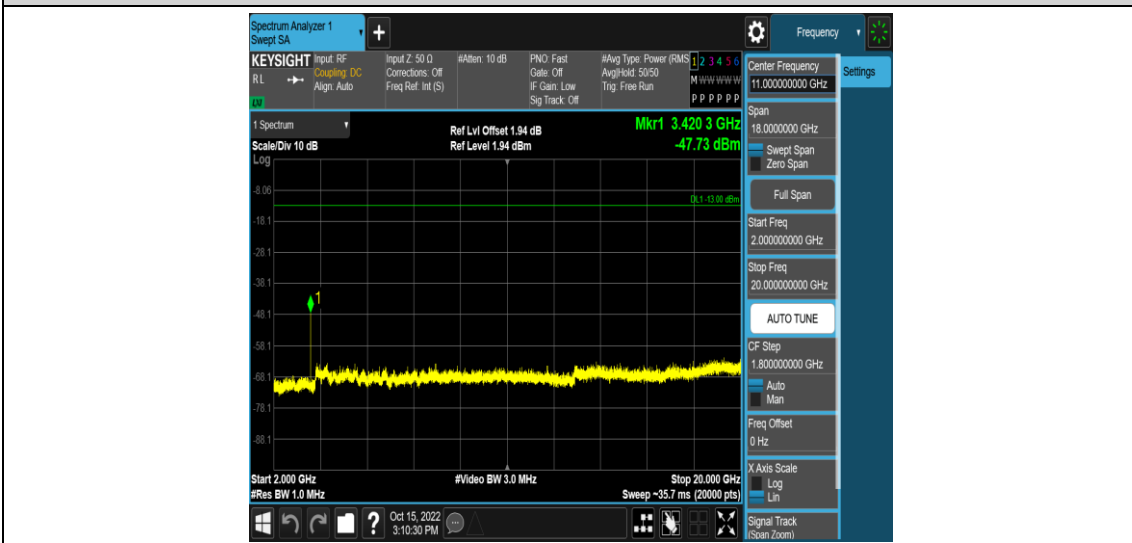 Spectrum Analyzer 1
Swept SA
+
Frequency
KEYSIGHT
RL
LW
Input: RF
Coupling: DC
Align: Auto
Input Z: 50 Ω
Corrections: Off
Freq Ref: Int (S)
#Atten: 10 dB
PNO: Fast
Gate: Off
IF Gain: Low
Sig Track: Off
#Avg Type: Power (RMS
Avg|Hold: 50/50
Trig: Free Run
1 2 3 4 5 6
M W W W W W
P P P P P P
1 Spectrum
Scale/Div 10 dB
Ref Lvl Offset 1.94 dB
Ref Level 1.94 dBm
Mkr1 3.420 3 GHz
-47.73 dBm
Log
-8.06
DL1 -13.00 dBm
-18.1
-28.1
-38.1
1
-48.1
-58.1
-68.1
-78.1
-88.1
Start 2.000 GHz
#Res BW 1.0 MHz
#Video BW 3.0 MHz
Stop 20.000 GHz
Sweep ~35.7 ms (20000 pts)
?
Oct 15, 2022
3:10:30 PM
Center Frequency
11.000000000 GHz
Settings
Span
18.0000000 GHz
Swept Span
Zero Span
Full Span
Start Freq
2.000000000 GHz
Stop Freq
20.000000000 GHz
AUTO TUNE
CF Step
1.800000000 GHz
Auto
Man
Freq Offset
0 Hz
X Axis Scale
Log
Lin
Signal Track
(Span Zoom)